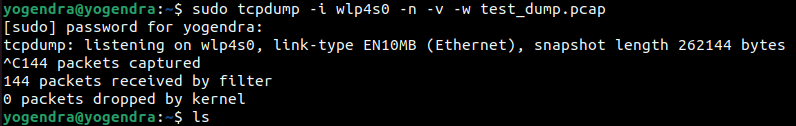 yogendra@yogendra:~$ sudo tcpdump -i wlp4s0 -n -v -w test_dump.pcap
[sudo] password for yogendra:
tcpdump: listening on wlp4s0, link-type EN10MB (Ethernet), snapshot length 262144 bytes
^C144 packets captured
144 packets received by filter
0 packets dropped by kernel
yogendra@yogendra:~$ ls